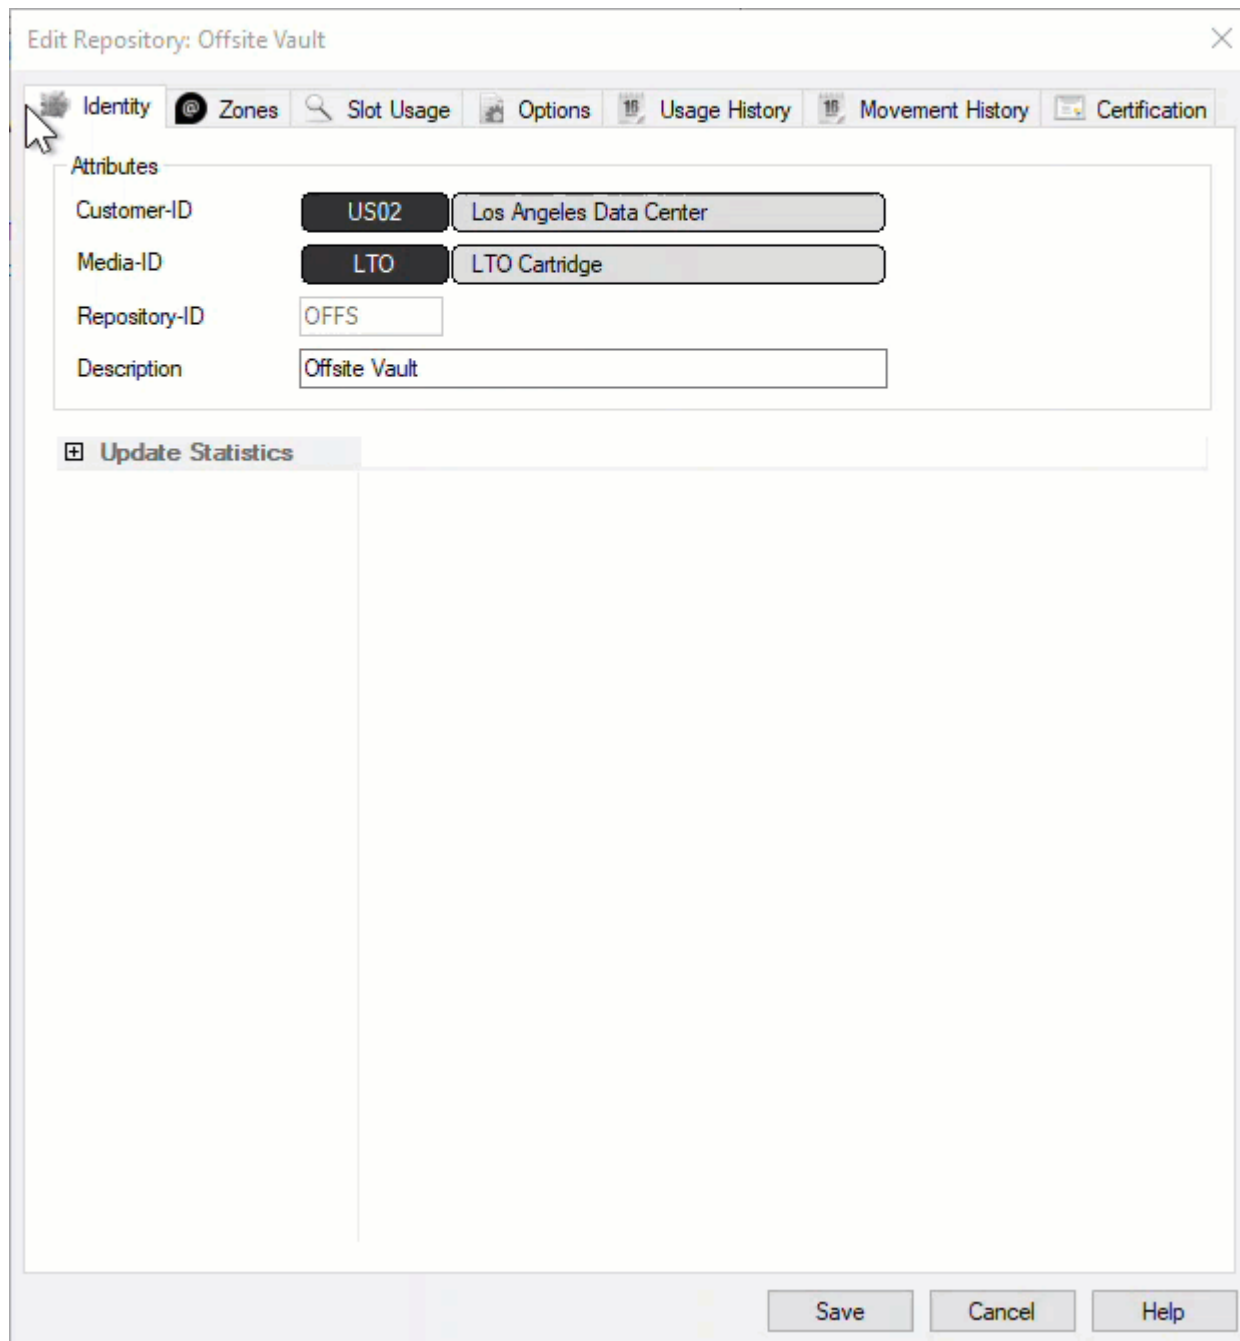 Edit Repository: Offsite Vault
Identity Zones Slot Usage Options Usage History Movement History Certification
Attributes
Customer-ID US02 Los Angeles Data Center
Media-ID LTO LTO Cartridge
Repository-ID OFFS
Description Offsite Vault
Update Statistics
Save Cancel Help